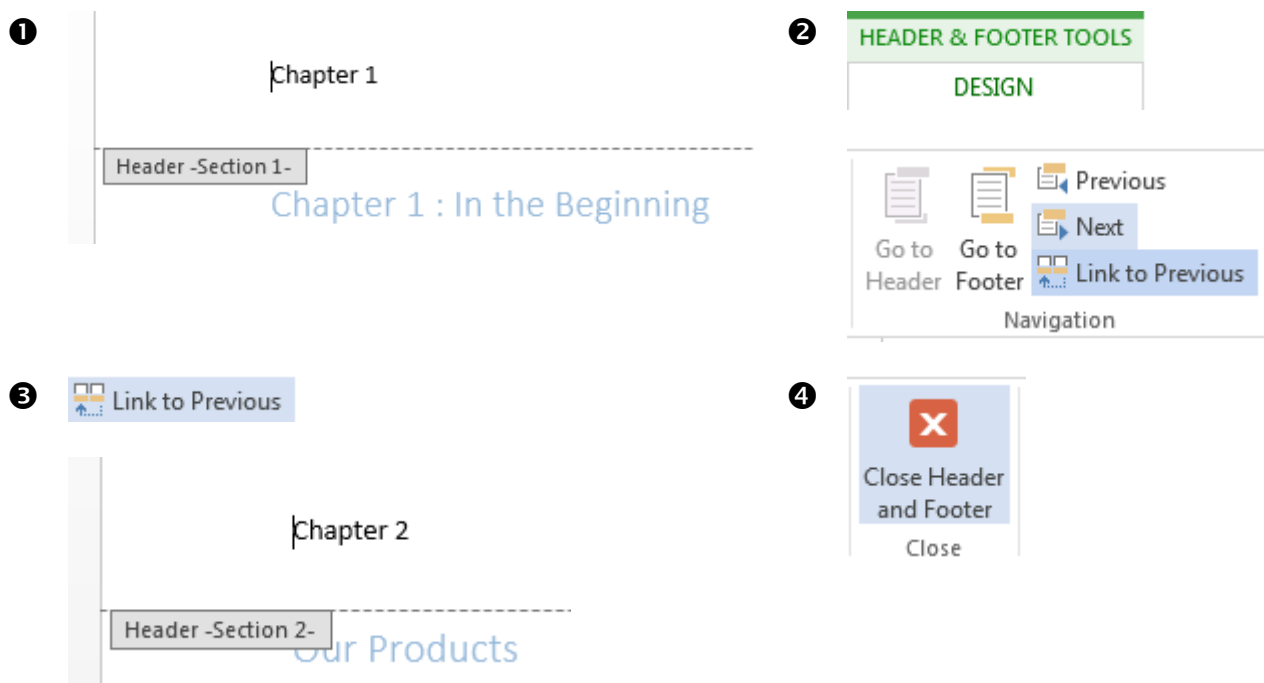 ❶
Chapter 1
Header -Section 1-
Chapter 1 : In the Beginning
❷
HEADER & FOOTER TOOLS
DESIGN
Go to
Header
Go to
Footer
Previous
Next
Link to Previous
Navigation
❸
Link to Previous
Chapter 2
Header -Section 2-
Our Products
❹
Close Header
and Footer
Close